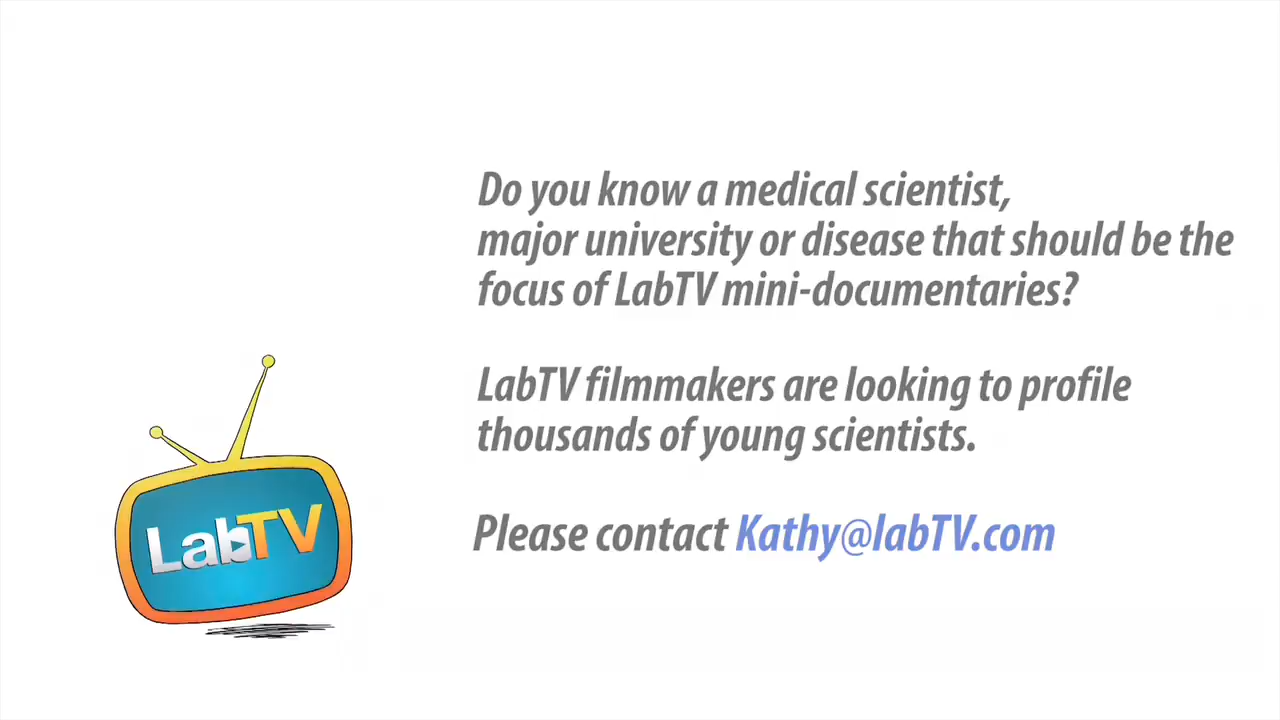 Do you know a medical scientist,
major university or disease that should be the
focus of LabTV mini-documentaries?
LabTV filmmakers are looking to profile
thousands of young scientists.
Please contact Kathy@labTV.com
LabTV